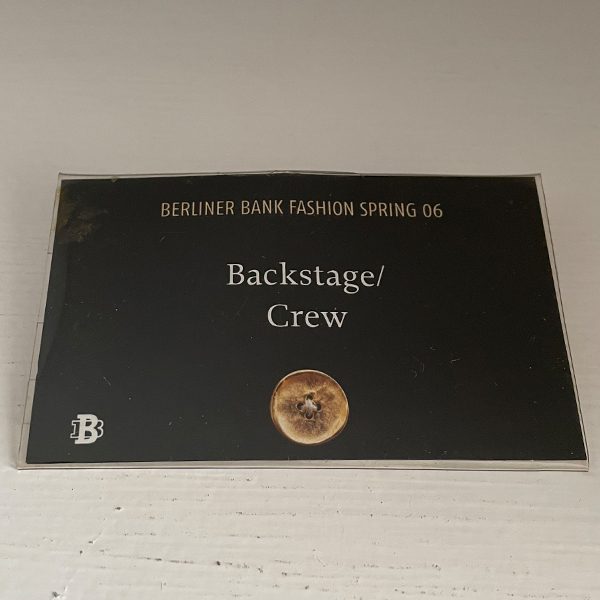 BERLINER BANK FASHION SPRING 06
Backstage/
Crew
B